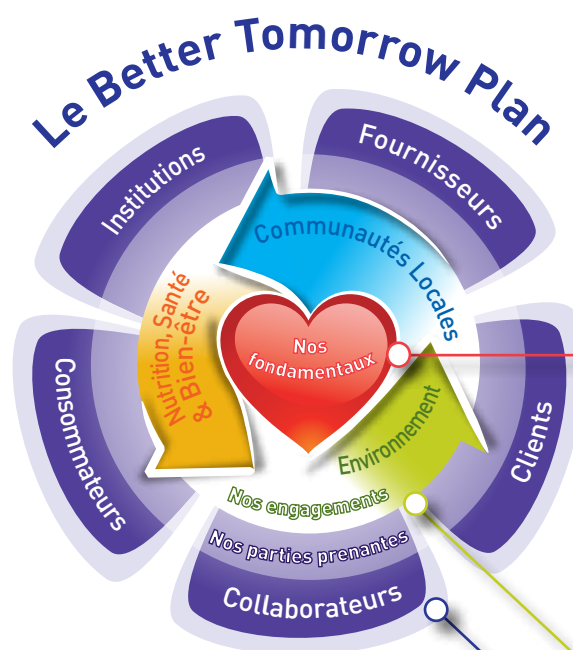 Le Better Tomorrow Plan
Institutions
Fournisseurs
Communautés Locales
Nutrition, Santé
& Bien-être
Nos
fondamentaux
Environnement
Consommateurs
Clients
Nos engagements
Nos parties prenantes
Collaborateurs